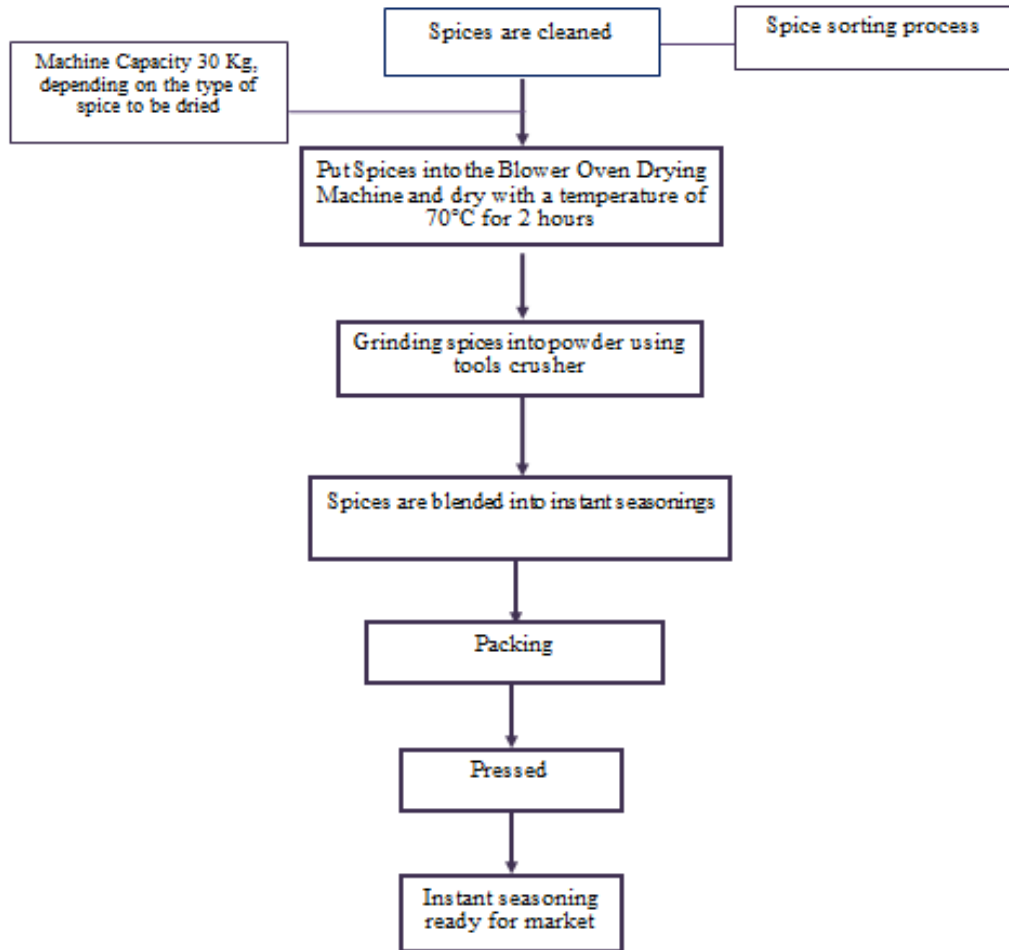 Spices are cleaned
Spice sorting process
Machine Capacity 30 Kg,
depending on the type of
spice to be dried
Put Spices into the Blower Oven Drying
Machine and dry with a temperature of
70°C for 2 hours
Grinding spices into powder using
tools crusher
Spices are blended into instant seasonings
Packing
Pressed
Instant seasoning
ready for market